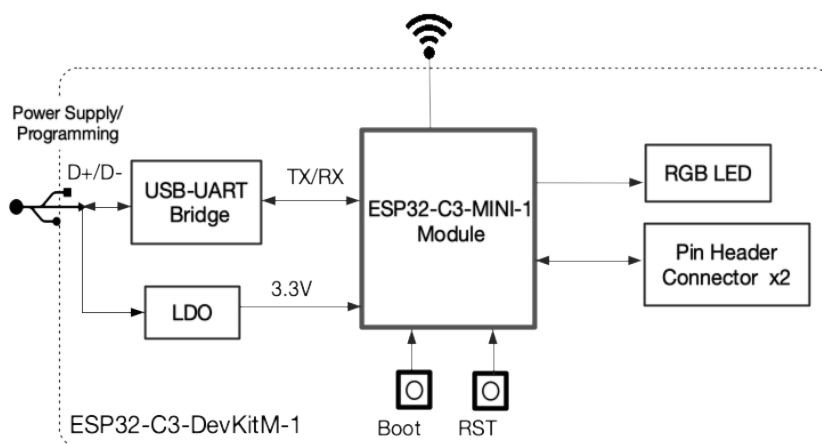 Power Supply/
Programming
D+/D-
USB-UART
Bridge
TX/RX
ESP32-C3-MINI-1
Module
RGB LED
Pin Header
Connector x2
LDO
3.3V
Boot
RST
ESP32-C3-DevKitM-1